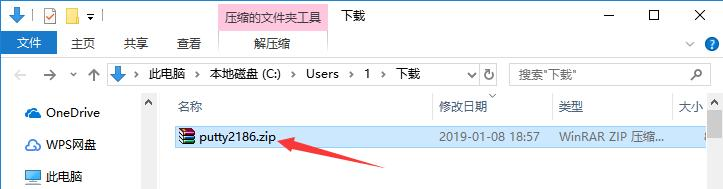 压缩的文件夹工具 下载
文件 主页 共享 查看 解压缩
此电脑 本地磁盘 (C:) Users 1 下载 搜索"下载"
名称 修改日期 类型 大小
OneDrive
putty2186.zip 2019-01-08 18:57 WinRAR ZIP 压缩...
WPS网盘
此电脑